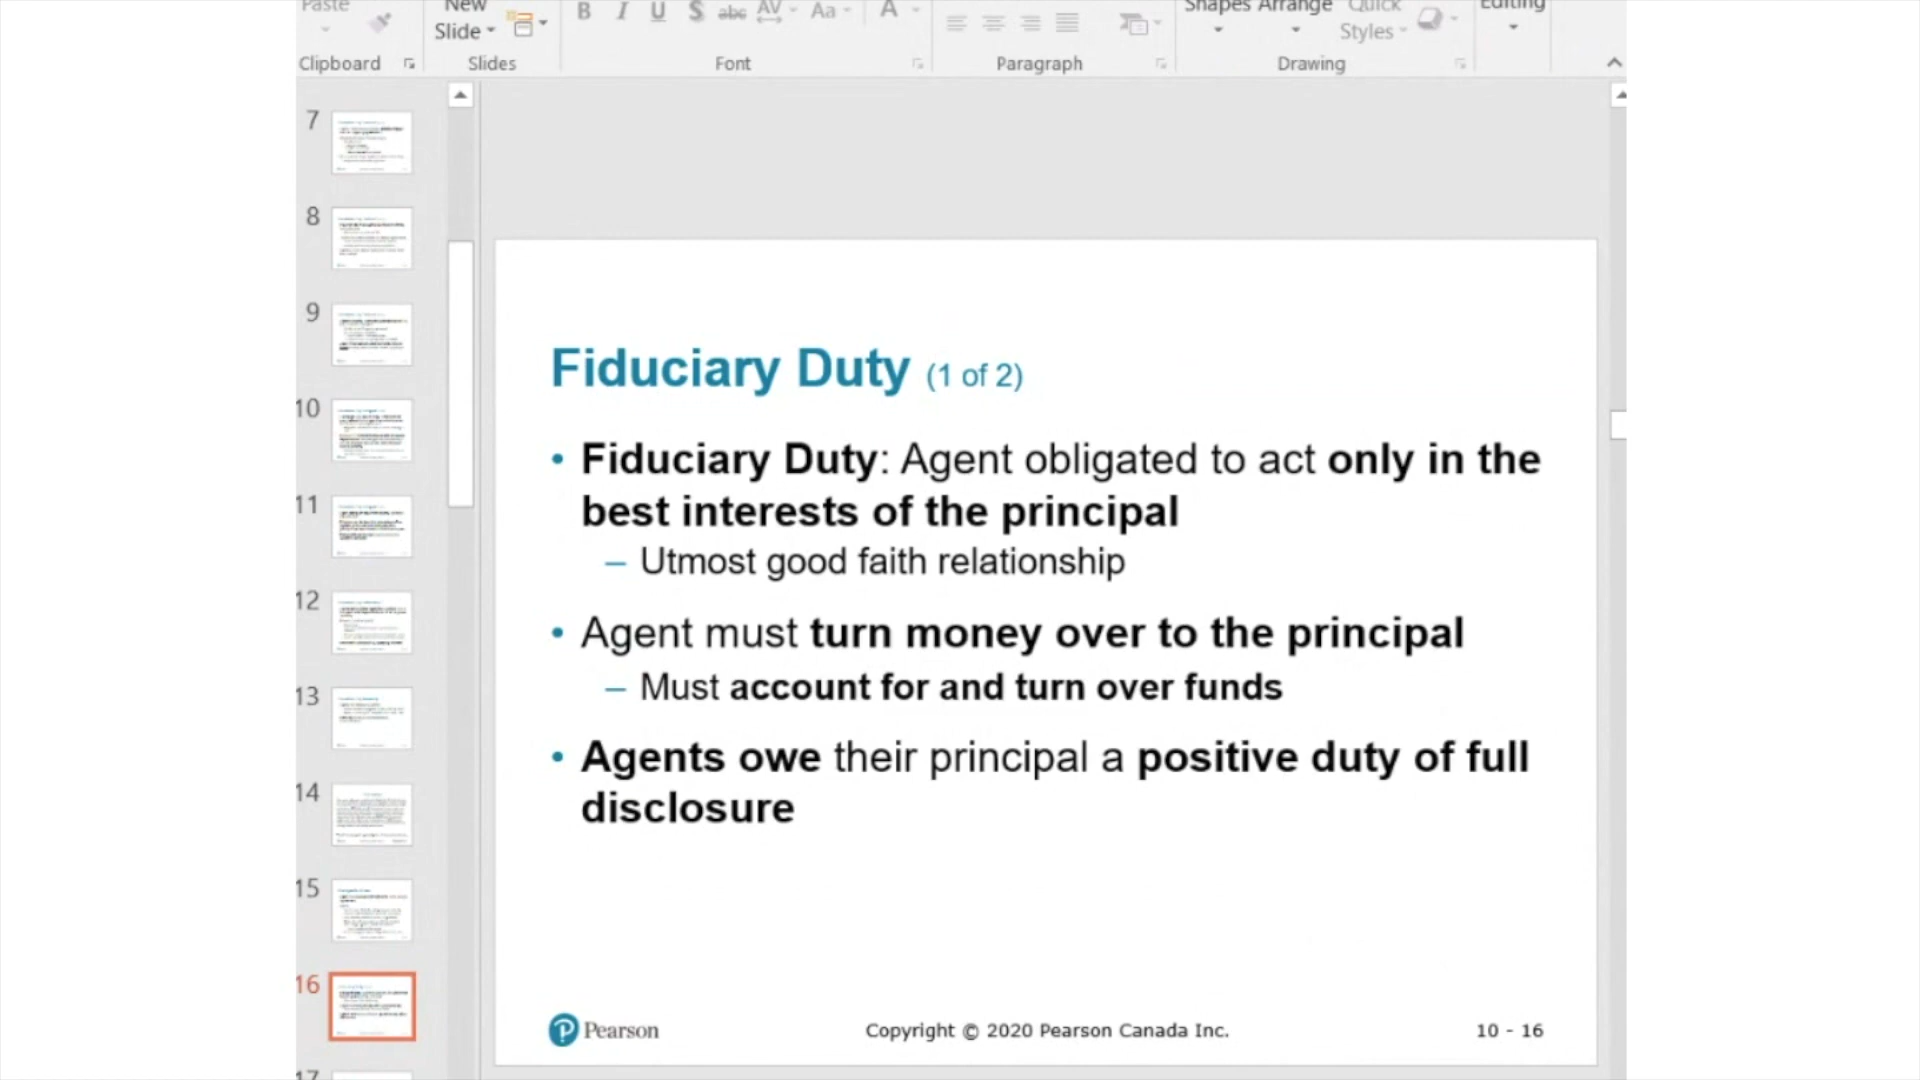 Paste
New
Slide
B I U S abc AV Aa A
Shapes Arrange Quick
Styles
Editing
Clipboard
Slides
Font
Paragraph
Drawing
7
8
9
10
11
12
13
14
15
16
17
Fiduciary Duty (1 of 2)
• Fiduciary Duty: Agent obligated to act only in the
best interests of the principal
– Utmost good faith relationship
• Agent must turn money over to the principal
– Must account for and turn over funds
• Agents owe their principal a positive duty of full
disclosure
Pearson
Copyright © 2020 Pearson Canada Inc.
10 - 16